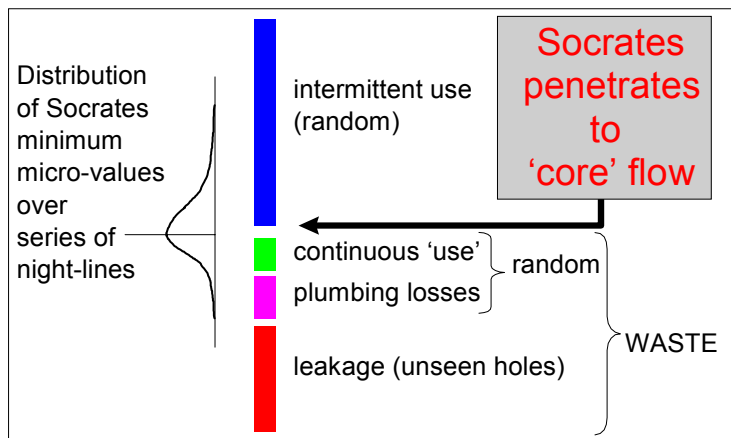 Distribution
of Socrates
minimum
micro-values
over
series of
night-lines
intermittent use
(random)
Socrates
penetrates
to
‘core’ flow
continuous ‘use’
plumbing losses
random
leakage (unseen holes)
WASTE